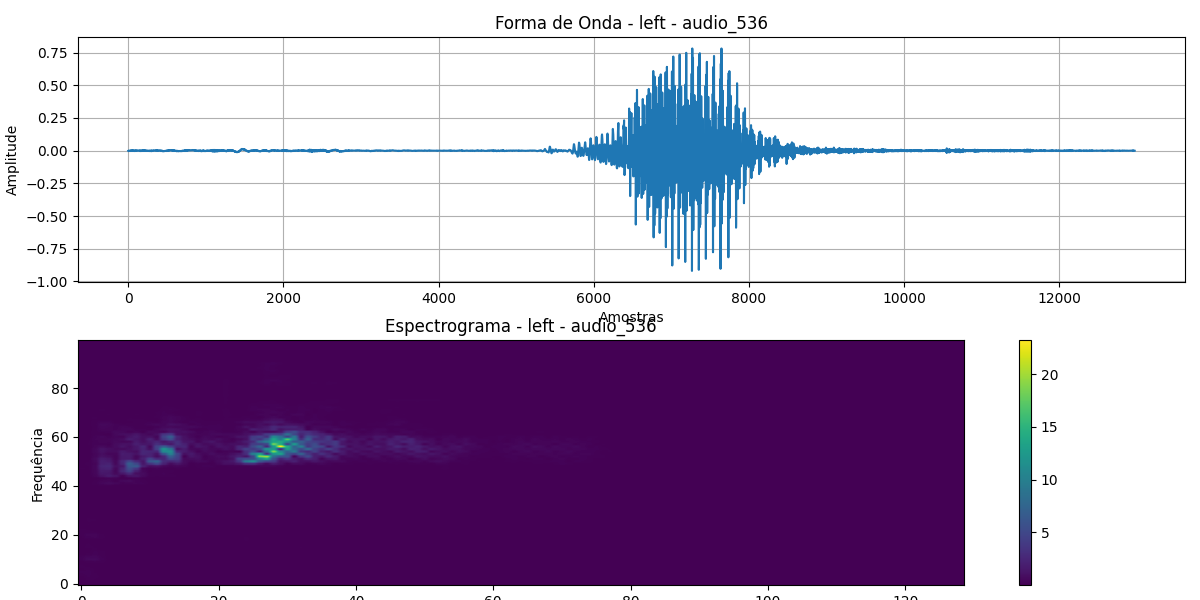 Forma de Onda - left - audio_536
0.75
0.50
0.25
0.00
−0.25
−0.50
−0.75
−1.00
Amplitude
0 2000 4000 6000 8000 10000 12000
Amostras
Espectrograma - left - audio_536
80
60
40
20
0
Frequência
20
15
10
5
0 20 40 60 80 100 120